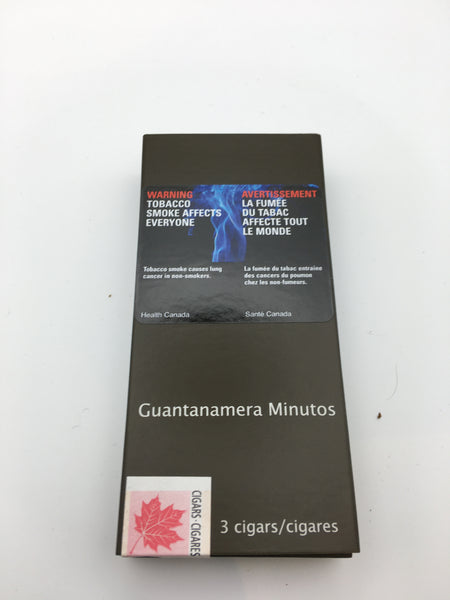 WARNING
TOBACCO
SMOKE AFFECTS
EVERYONE
Tobacco smoke causes lung
cancer in non-smokers.
Health Canada
AVERTISSEMENT
LA FUMÉE
DU TABAC
AFFECTE TOUT
LE MONDE
La fumée du tabac entraîne
des cancers du poumon
chez les non-fumeurs.
Santé Canada
Guantanamera Minutos
CIGARS-CIGARES
3 cigars/cigares